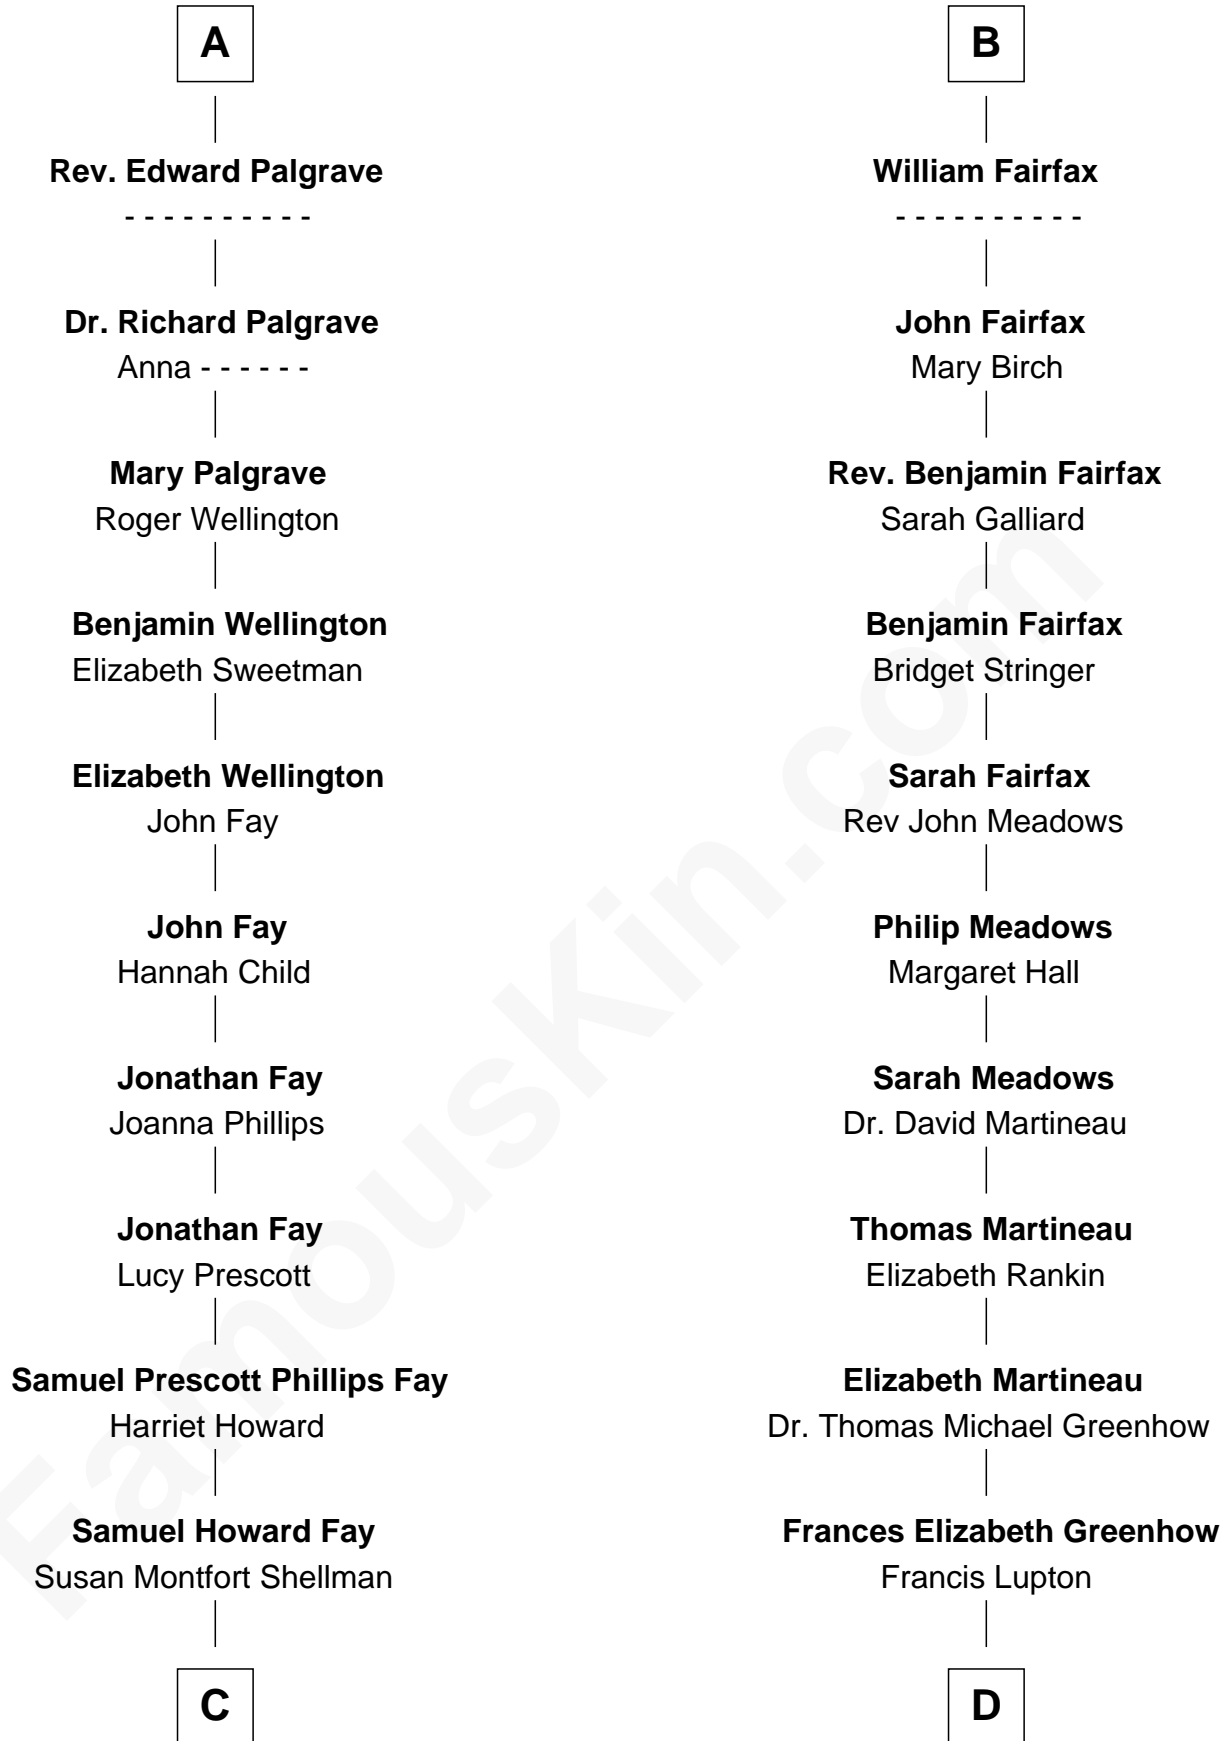 A
Rev. Edward Palgrave
- - - - - - - - - -
Dr. Richard Palgrave
Anna - - - - - -
Mary Palgrave
Roger Wellington
Benjamin Wellington
Elizabeth Sweetman
Elizabeth Wellington
John Fay
John Fay
Hannah Child
Jonathan Fay
Joanna Phillips
Jonathan Fay
Lucy Prescott
Samuel Prescott Phillips Fay
Harriet Howard
Samuel Howard Fay
Susan Montfort Shellman
C
B
William Fairfax
- - - - - - - - - -
John Fairfax
Mary Birch
Rev. Benjamin Fairfax
Sarah Galliard
Benjamin Fairfax
Bridget Stringer
Sarah Fairfax
Rev John Meadows
Philip Meadows
Margaret Hall
Sarah Meadows
Dr. David Martineau
Thomas Martineau
Elizabeth Rankin
Elizabeth Martineau
Dr. Thomas Michael Greenhow
Frances Elizabeth Greenhow
Francis Lupton
D
FamousKin.com